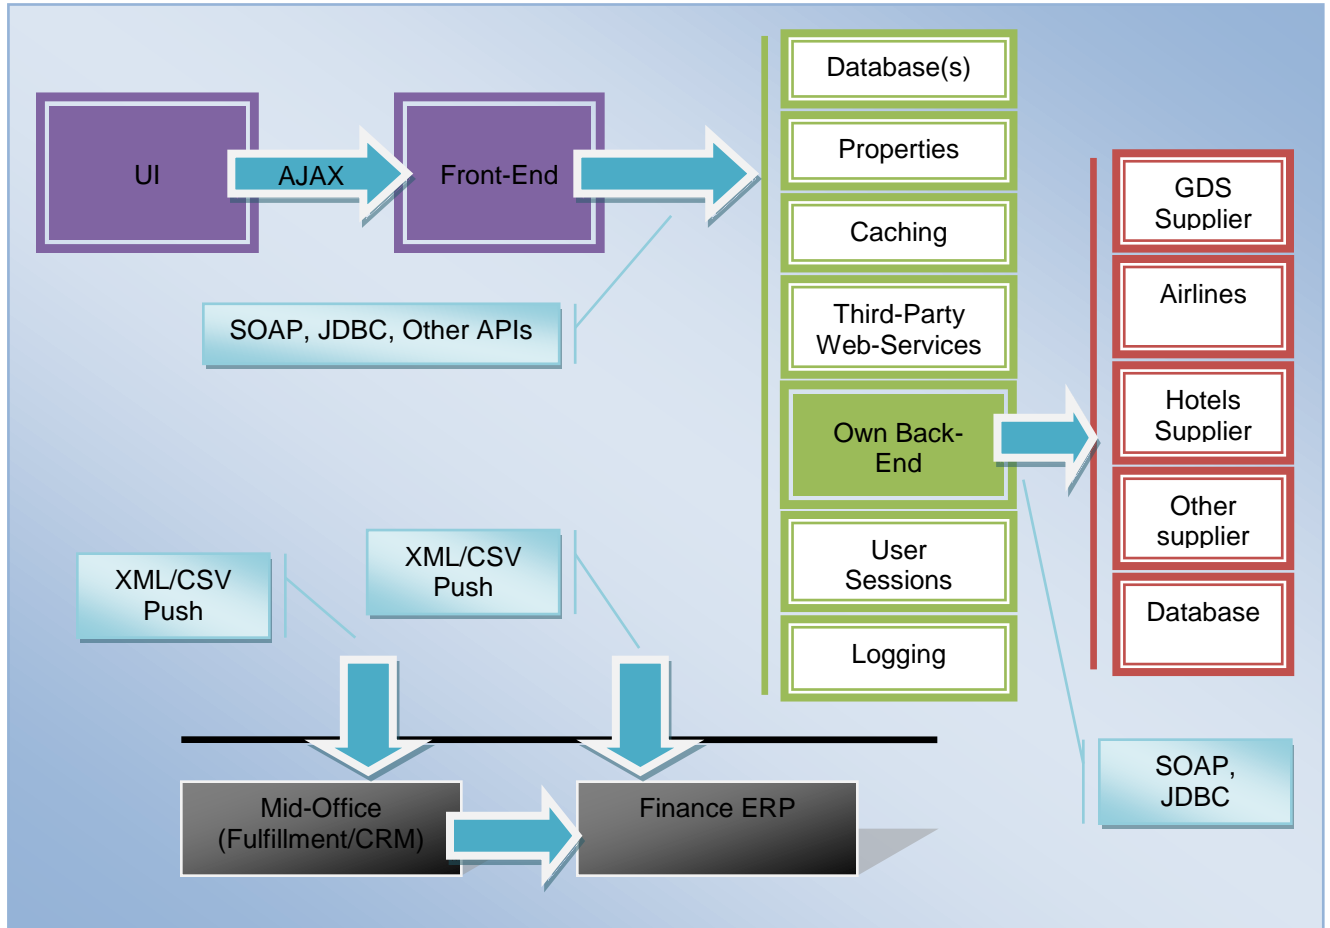 UI
AJAX
Front-End
SOAP, JDBC, Other APIs
Database(s)
Properties
Caching
Third-Party
Web-Services
Own Back-
End
User
Sessions
Logging
GDS
Supplier
Airlines
Hotels
Supplier
Other
supplier
Database
SOAP,
JDBC
XML/CSV
Push
XML/CSV
Push
Mid-Office
(Fulfillment/CRM)
Finance ERP